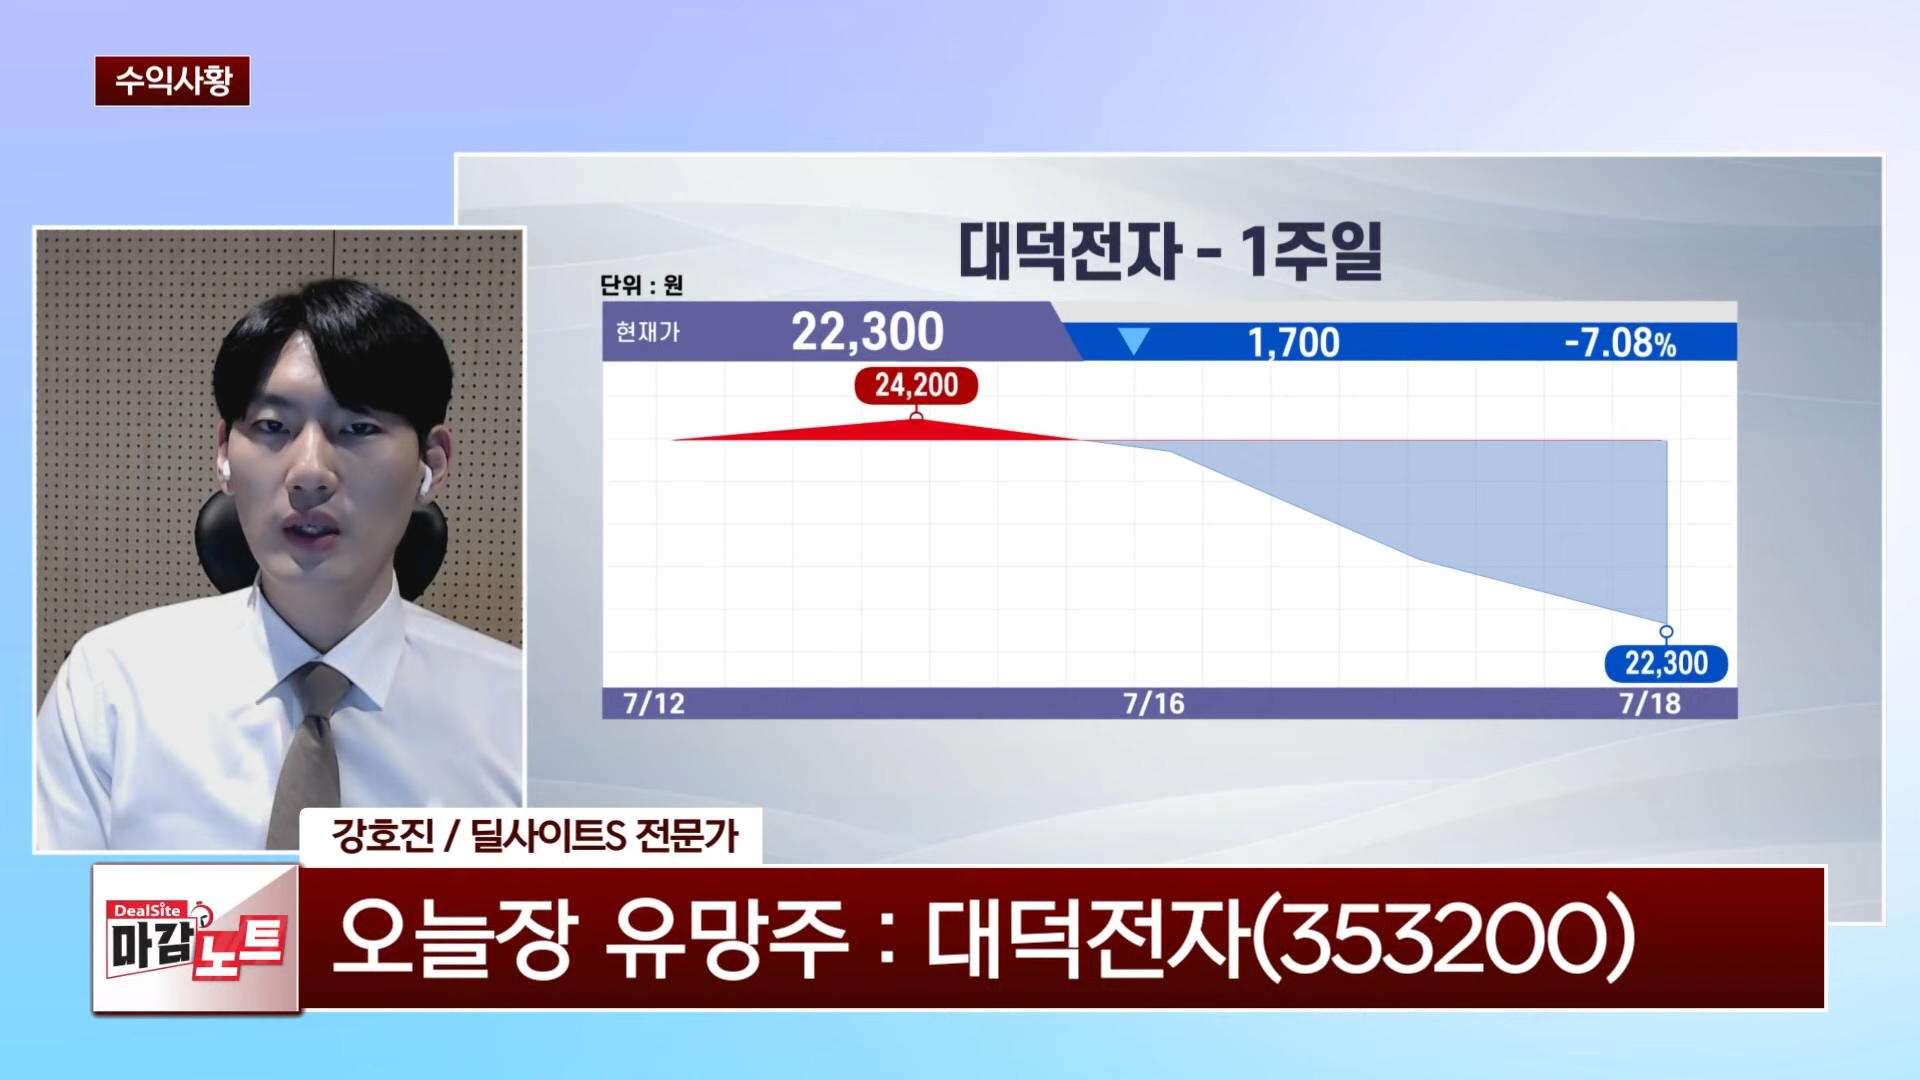 수익사황
대덕전자 - 1주일
단위 : 원
현재가 22,300 ▼ 1,700 -7.08%
24,200
22,300
7/12 7/16 7/18
강호진 / 딜사이트S 전문가
DealSite
마감
노트
오늘장 유망주 : 대덕전자(353200)